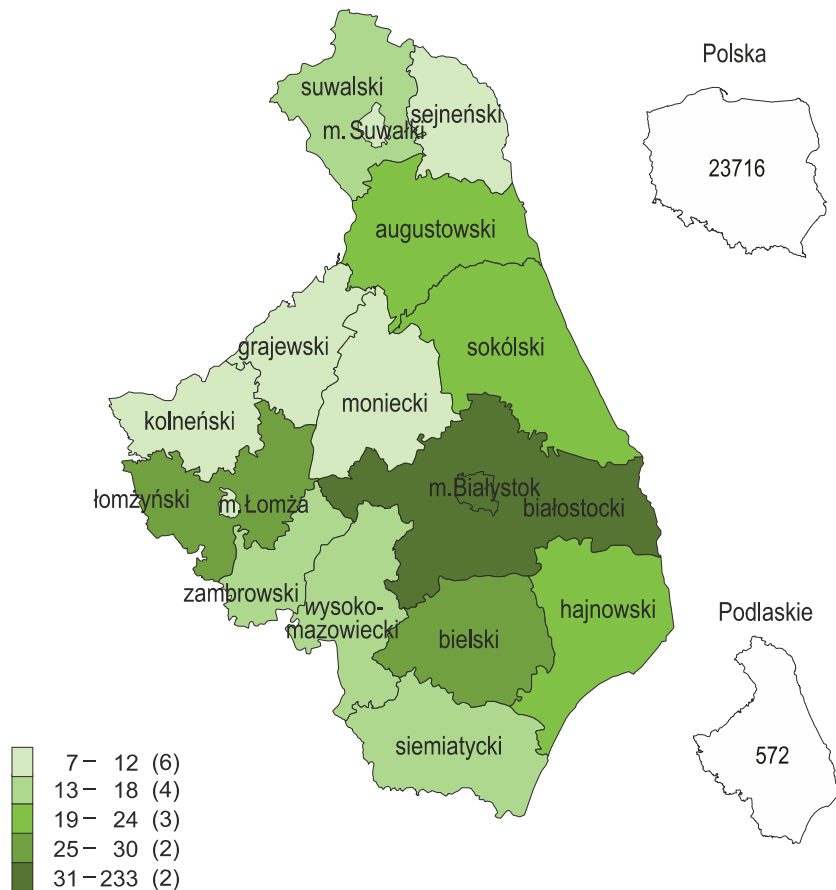 Polska
23716
suwalski
sejneński
m. Suwałki
augustowski
sokólski
grajewski
moniecki
kolneński
łomżyński
m.Łomża
m.Białystok
białostocki
zambrowski
wysoko-
mazowiecki
bielski
hajnowski
siemiatycki
Podlaskie
572
7 – 12 (6)
13 – 18 (4)
19 – 24 (3)
25 – 30 (2)
31 – 233 (2)